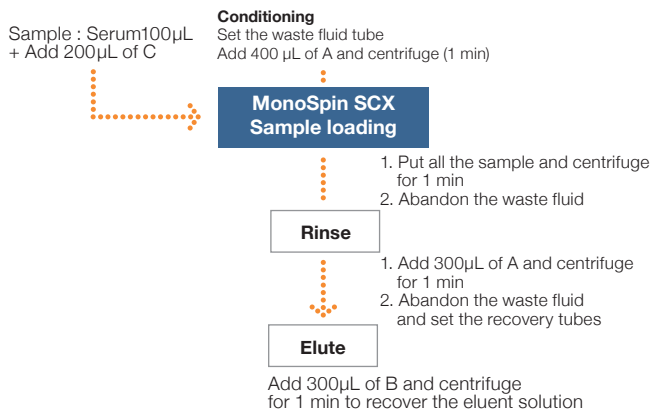 Sample : Serum100µL
+ Add 200µL of C
Conditioning
Set the waste fluid tube
Add 400 µL of A and centrifuge (1 min)
MonoSpin SCX
Sample loading
1. Put all the sample and centrifuge
for 1 min
2. Abandon the waste fluid
Rinse
1. Add 300µL of A and centrifuge
for 1 min
2. Abandon the waste fluid
and set the recovery tubes
Elute
Add 300µL of B and centrifuge
for 1 min to recover the eluent solution